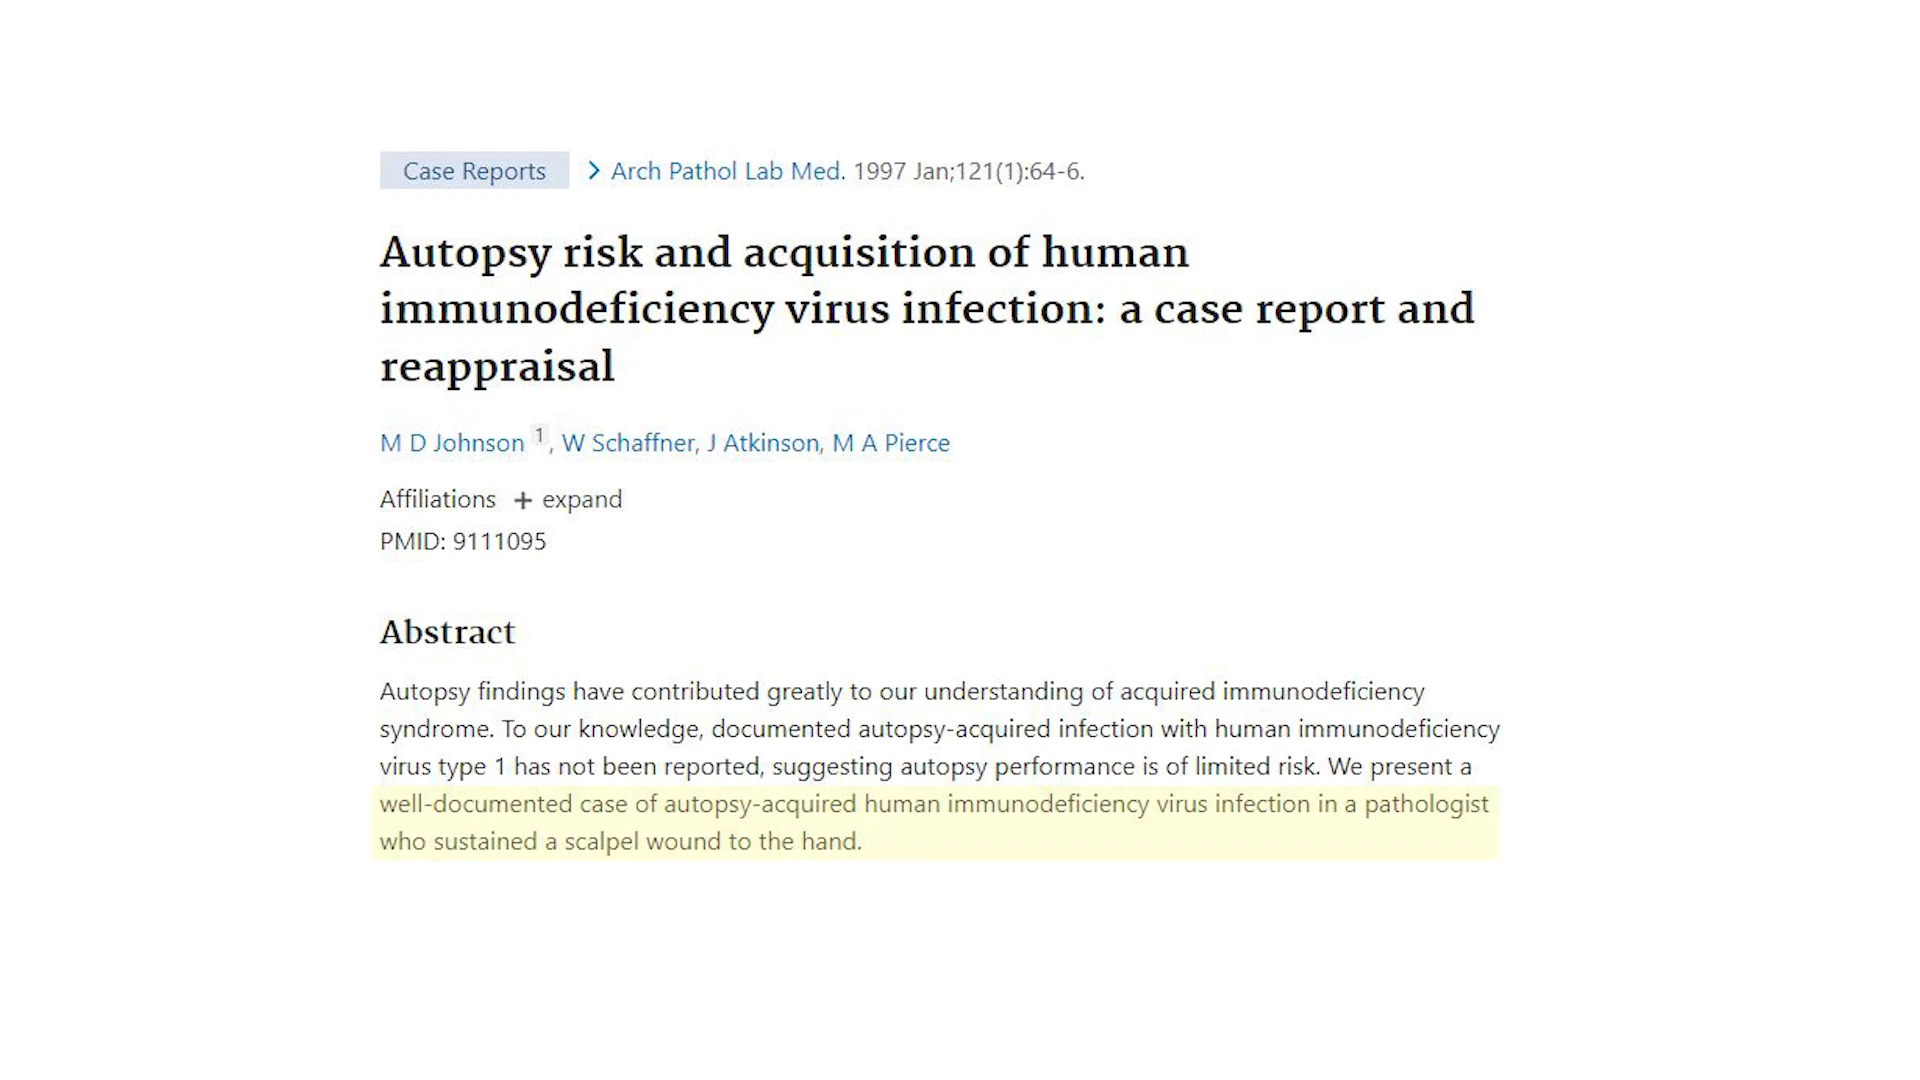 Case Reports > Arch Pathol Lab Med. 1997 Jan;121(1):64-6.
Autopsy risk and acquisition of human
immunodeficiency virus infection: a case report and
reappraisal
M D Johnson 1, W Schaffner, J Atkinson, M A Pierce
Affiliations + expand
PMID: 9111095
Abstract
Autopsy findings have contributed greatly to our understanding of acquired immunodeficiency
syndrome. To our knowledge, documented autopsy-acquired infection with human immunodeficiency
virus type 1 has not been reported, suggesting autopsy performance is of limited risk. We present a
well-documented case of autopsy-acquired human immunodeficiency virus infection in a pathologist
who sustained a scalpel wound to the hand.